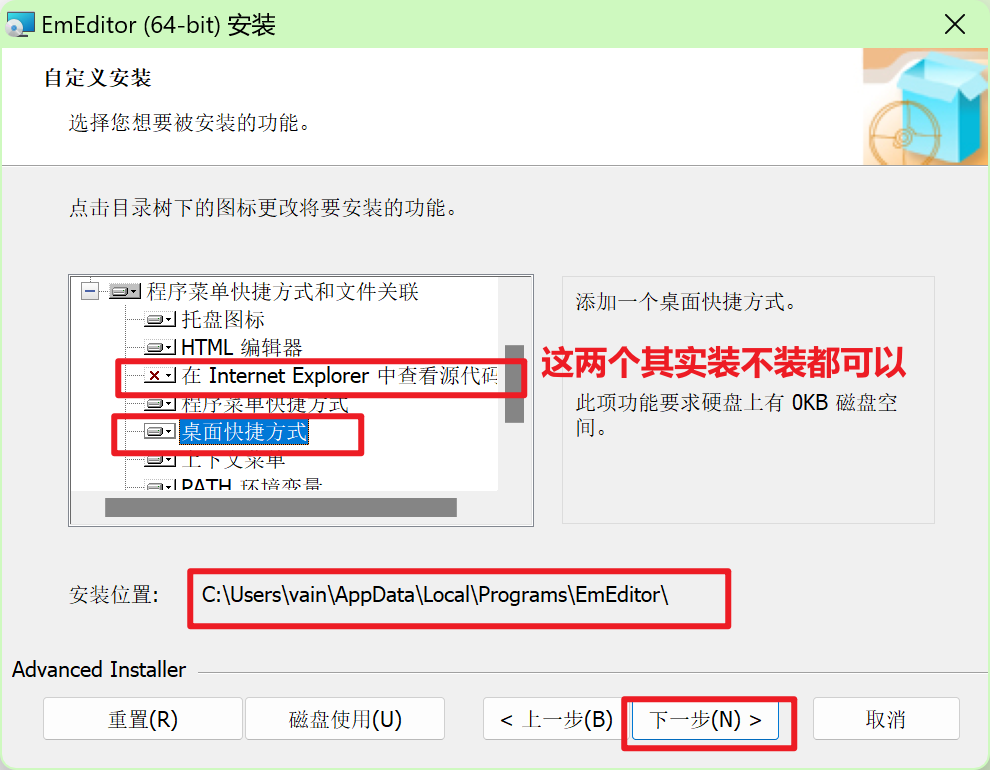 EmEditor (64-bit) 安装
自定义安装
选择您想要被安装的功能。
点击目录树下的图标更改将要安装的功能。
程序菜单快捷方式和文件关联
托盘图标
HTML 编辑器
在 Internet Explorer 中查看源代码
程序菜单快捷方式
桌面快捷方式
上下文菜单
PATH 环境变量
添加一个桌面快捷方式。
这两个其实装不装都可以
此项功能要求硬盘上有 0KB 磁盘空
间。
安装位置:
C:\Users\vain\AppData\Local\Programs\EmEditor\
Advanced Installer
重置(R)
磁盘使用(U)
< 上一步(B)
下一步(N) >
取消